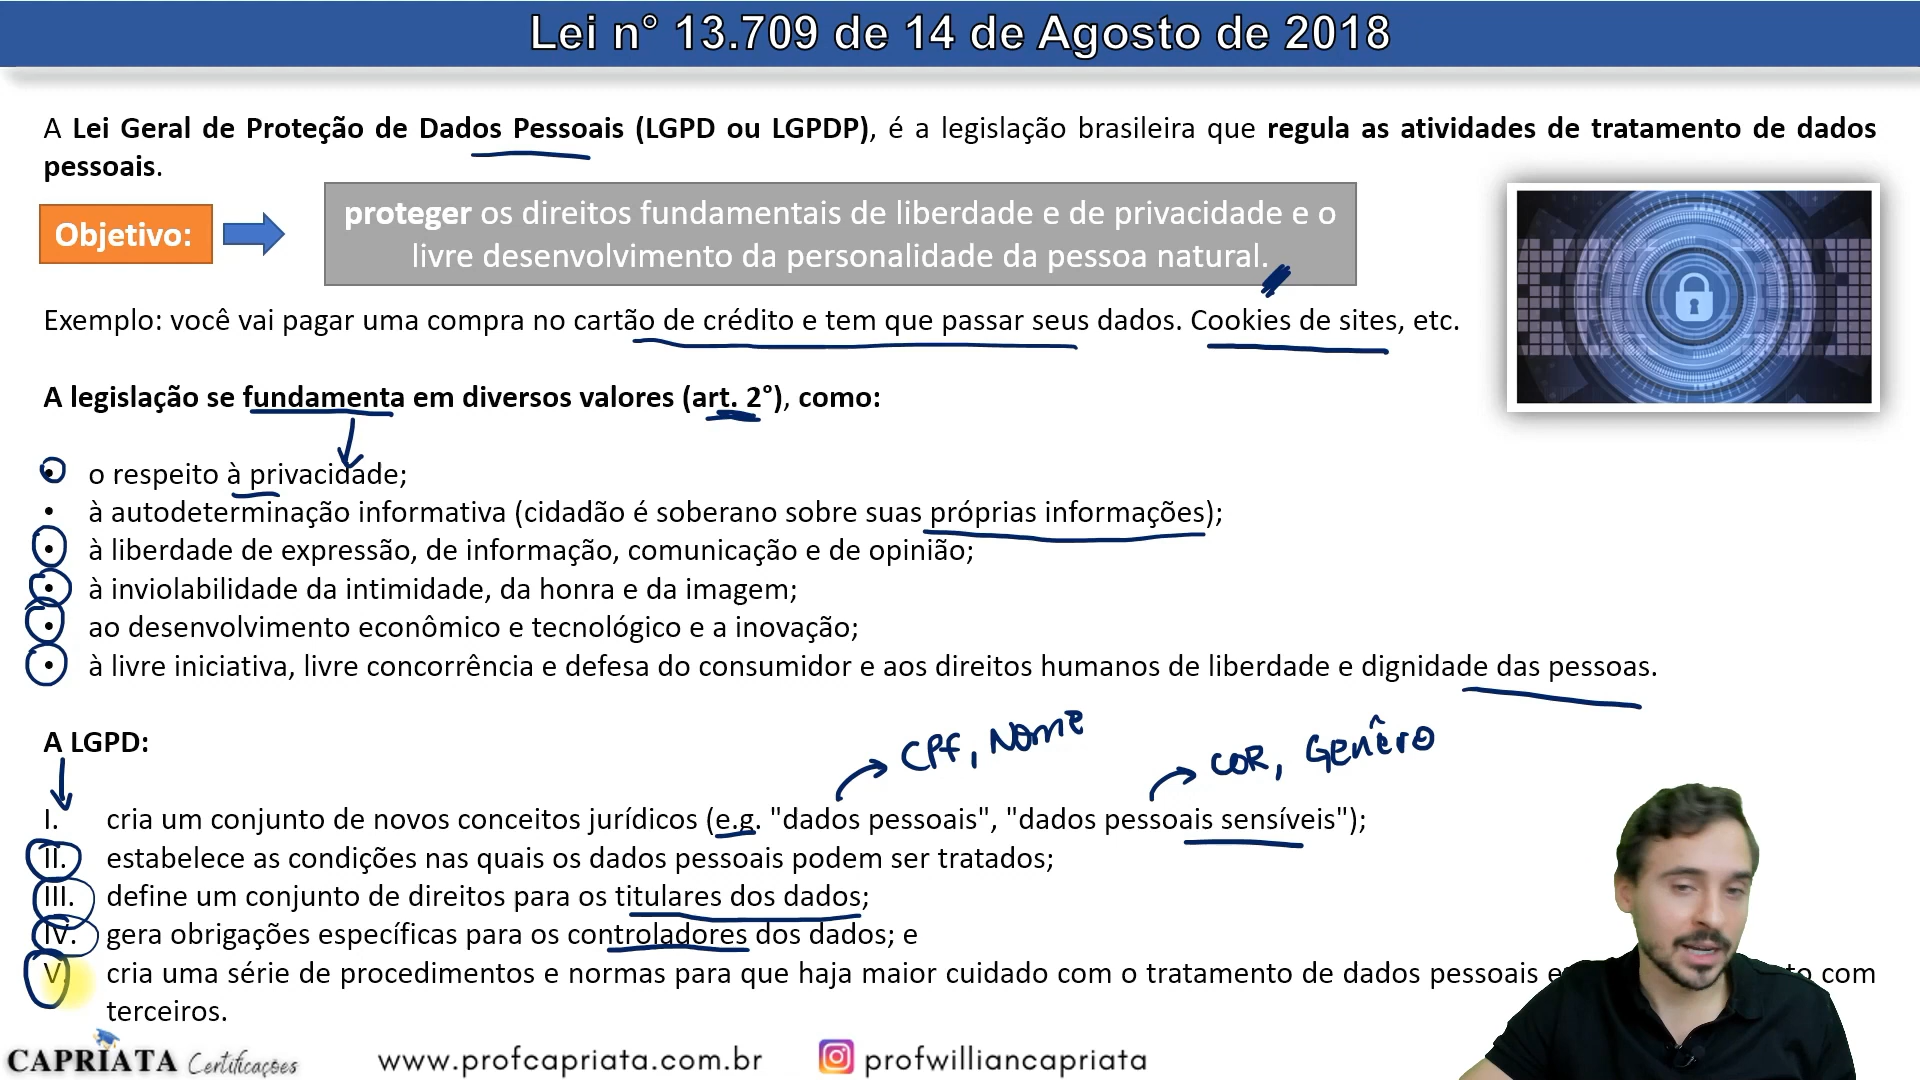 Lei n° 13.709 de 14 de Agosto de 2018
A Lei Geral de Proteção de Dados Pessoais (LGPD ou LGPDP), é a legislação brasileira que regula as atividades de tratamento de dados
pessoais.
Objetivo:
proteger os direitos fundamentais de liberdade e de privacidade e o
livre desenvolvimento da personalidade da pessoa natural.
Exemplo: você vai pagar uma compra no cartão de crédito e tem que passar seus dados. Cookies de sites, etc.
A legislação se fundamenta em diversos valores (art. 2°), como:
• o respeito à privacidade;
• à autodeterminação informativa (cidadão é soberano sobre suas próprias informações);
• à liberdade de expressão, de informação, comunicação e de opinião;
• à inviolabilidade da intimidade, da honra e da imagem;
• ao desenvolvimento econômico e tecnológico e a inovação;
• à livre iniciativa, livre concorrência e defesa do consumidor e aos direitos humanos de liberdade e dignidade das pessoas.
A LGPD:
CPF, Nome
COR, Genêro
I. cria um conjunto de novos conceitos jurídicos (e.g. "dados pessoais", "dados pessoais sensíveis");
II. estabelece as condições nas quais os dados pessoais podem ser tratados;
III. define um conjunto de direitos para os titulares dos dados;
IV. gera obrigações específicas para os controladores dos dados; e
V. cria uma série de procedimentos e normas para que haja maior cuidado com o tratamento de dados pessoais com
terceiros.
CAPRIATA Certificações
www.profcapriata.com.br
profwilliancapriata